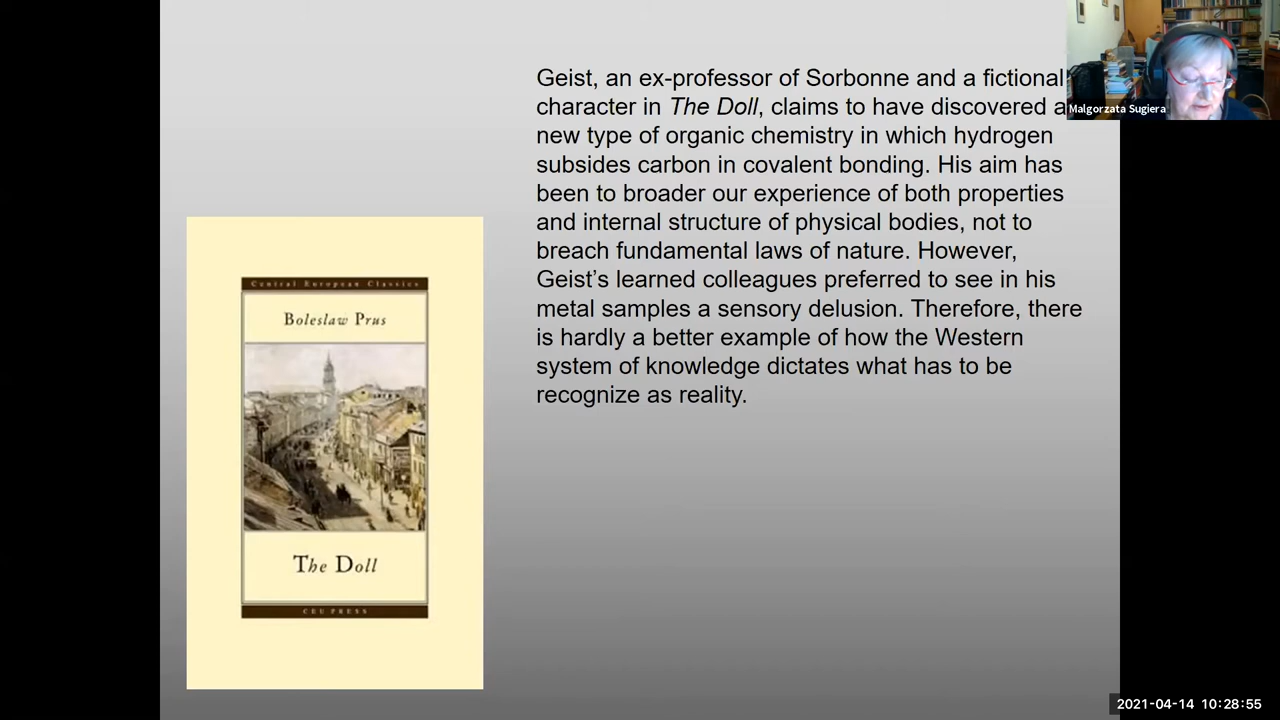 Geist, an ex-professor of Sorbonne and a fictional
character in The Doll, claims to have discovered a
new type of organic chemistry in which hydrogen
subsides carbon in covalent bonding. His aim has
been to broader our experience of both properties
and internal structure of physical bodies, not to
breach fundamental laws of nature. However,
Geist’s learned colleagues preferred to see in his
metal samples a sensory delusion. Therefore, there
is hardly a better example of how the Western
system of knowledge dictates what has to be
recognize as reality.
Central European Classics
Boleslaw Prus
The Doll
CEU PRESS
Malgorzata Sugiera
2021-04-14 10:28:55